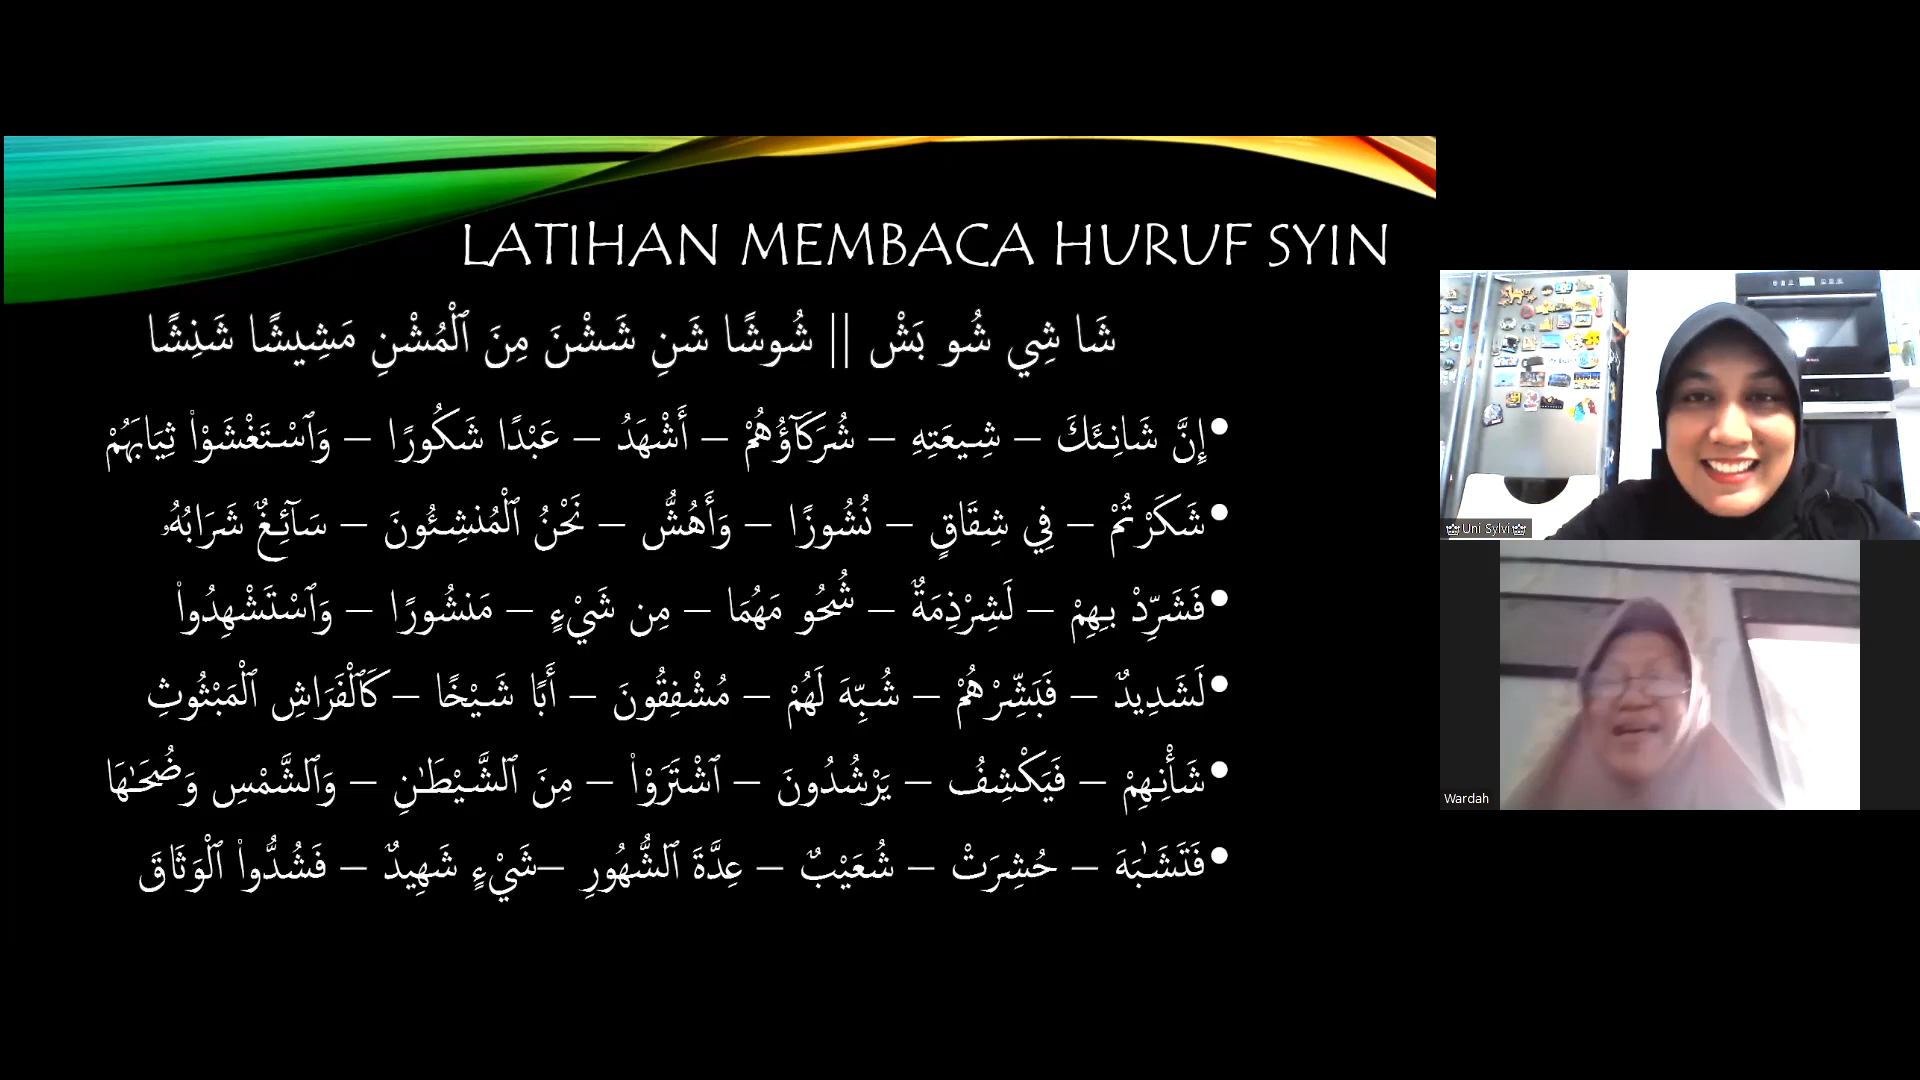 LATIHAN MEMBACA HURUF SYIN
شَا شِي شُو بَشْ || شُوشًا شَنِ شَشْنَ مِنَ ٱلْمُشْنِ مَشِيشًا شَنِشًا
•إِنَّ شَانِئَكَ – شِيعَتِهِ – شُرَكَآؤُهُمْ – أَشْهَدُ – عَبْدًا شَكُورًا – وَٱسْتَغْشَوْا۟ ثِيَابَهُمْ
•شَكَرْتُمْ – فِي شِقَاقٍ – نُشُوزًا – وَأَهُشُّ – نَحْنُ ٱلْمُنشِئُونَ – سَآئِغٌ شَرَابُهُۥ
•فَشَرِّدْ بِهِمْ – لَشِرْذِمَةٌ – شُحُو مَهُمَا – مِن شَيْءٍ – مَنشُورًا – وَٱسْتَشْهِدُوا۟
•لَشَدِيدٌ – فَبَشِّرْهُمْ – شُبِّهَ لَهُمْ – مُشْفِقُونَ – أَبًا شَيْخًا – كَٱلْفَرَاشِ ٱلْمَبْثُوثِ
•شَأْنِهِمْ – فَيَكْشِفُ – يَرْشُدُونَ – ٱشْتَرَوْا۟ – مِنَ ٱلشَّيْطَـٰنِ – وَٱلشَّمْسِ وَضُحَىٰهَا
•فَتَشَـٰبَهَ – حُشِرَتْ – شُعَيْبٌ – عِدَّةَ ٱلشُّهُورِ –شَيْءٍ شَهِيدٌ – فَشُدُّوا۟ ٱلْوَثَاقَ
Uni Sylvi
Wardah